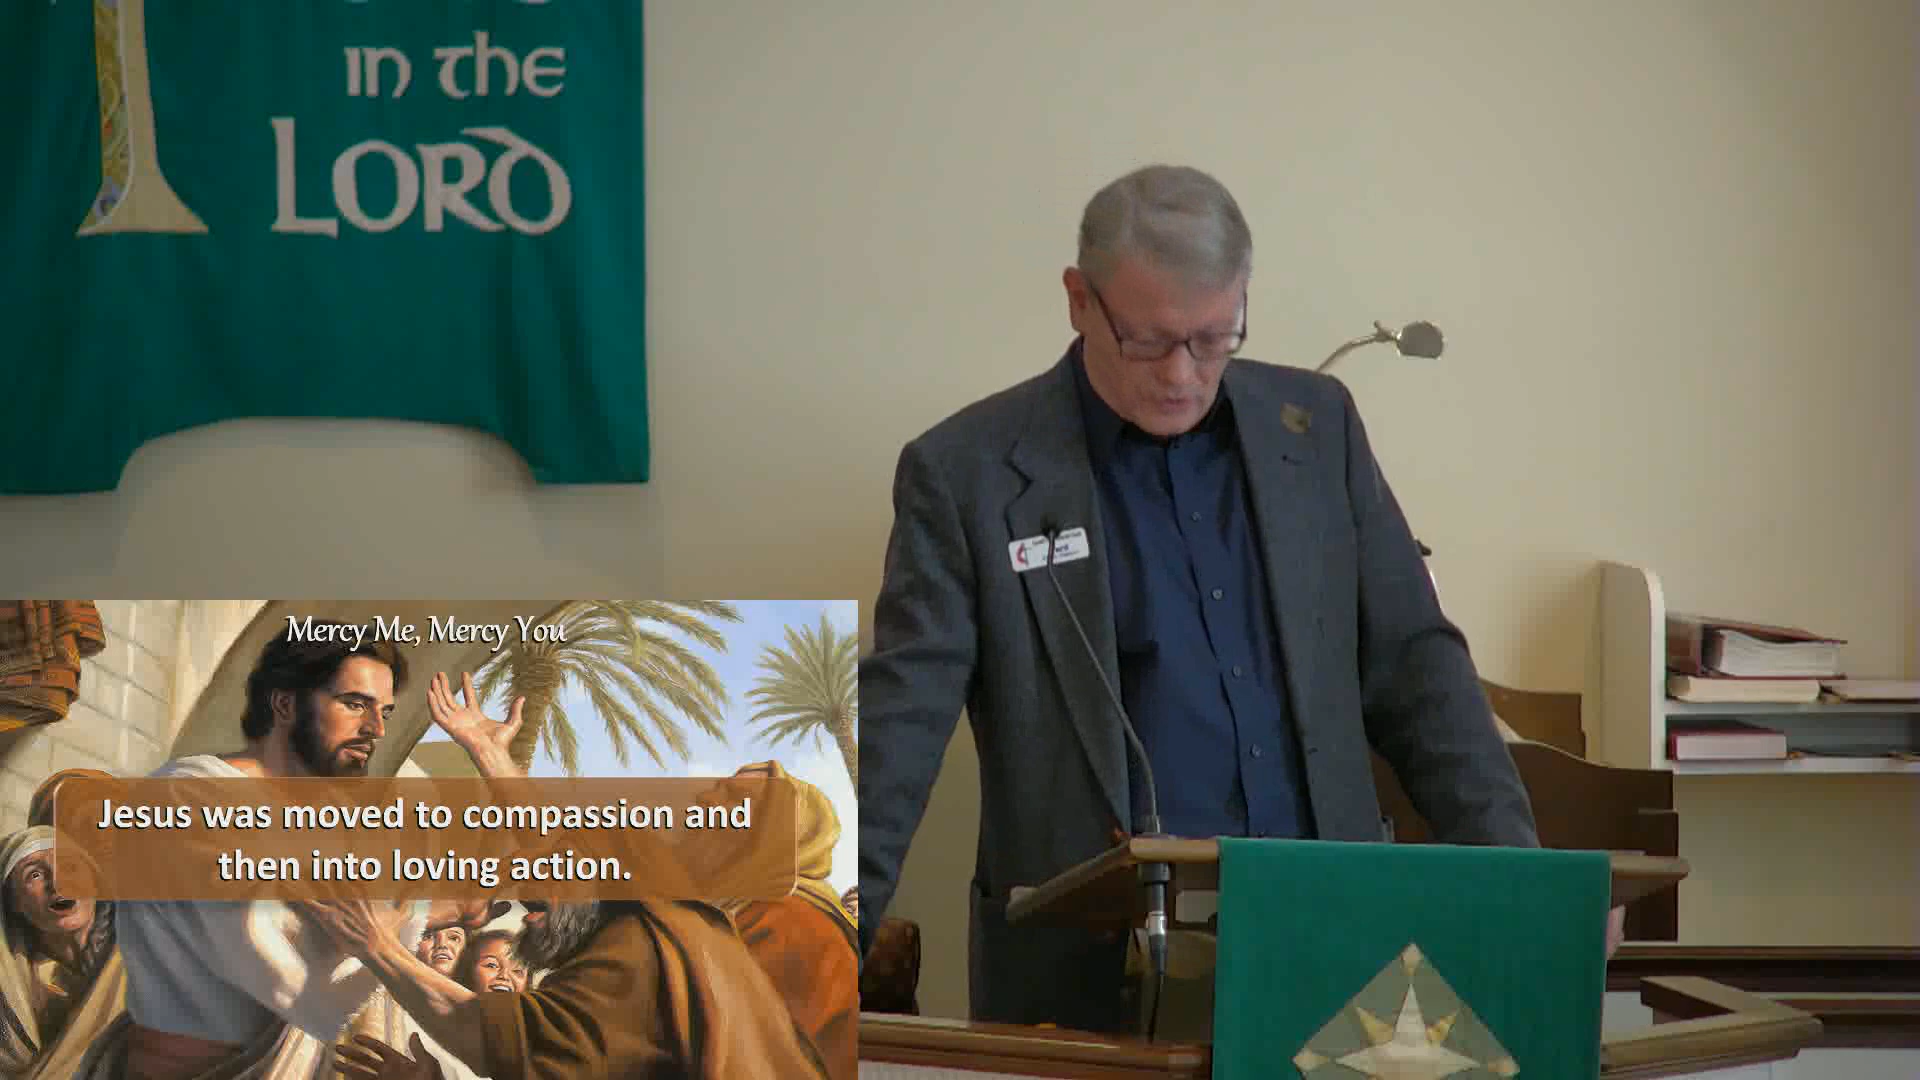 in the
LORD
Mercy Me, Mercy You
Jesus was moved to compassion and
then into loving action.